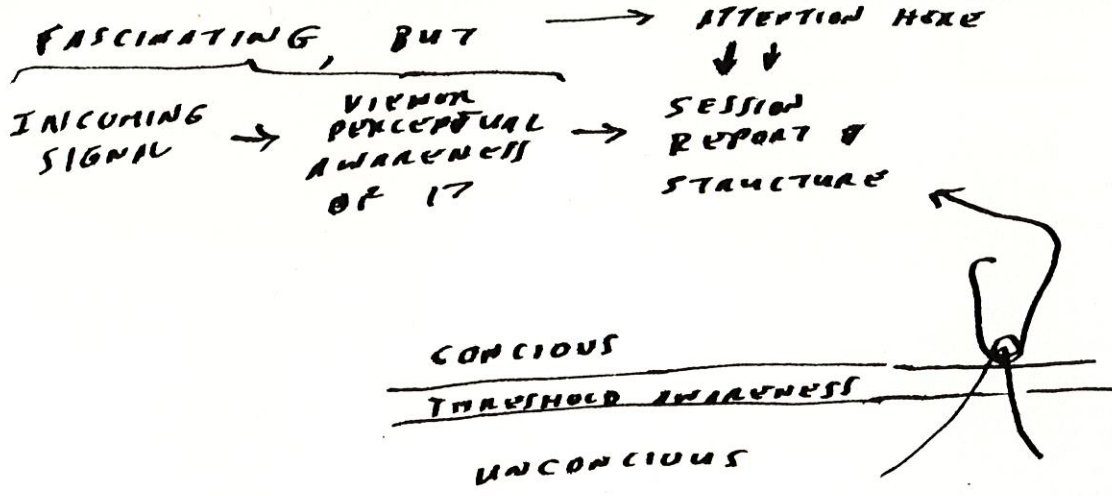 FASCINATING, BUT → ATTENTION HERE
INCOMING SIGNAL → VIEWER PERCEPTUAL AWARENESS OF IT → SESSION REPORT & STRUCTURE
CONCIOUS
THRESHOLD AWARENESS
UNCONCIOUS